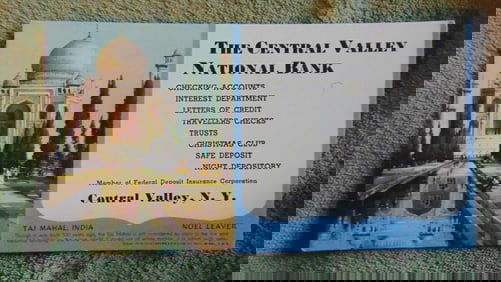 THE CENTRAL VALLEY
NATIONAL BANK
CHECKING ACCOUNTS
INTEREST DEPARTMENT
LETTERS OF CREDIT
TRAVELLERS' CHECKS
TRUSTS
CHRISTMAS CLUB
SAFE DEPOSIT
NIGHT DEPOSITORY
Member of Federal Deposit Insurance Corporation
Central Valley, N. Y.
TAJ MAHAL, INDIA NOEL LEAVER